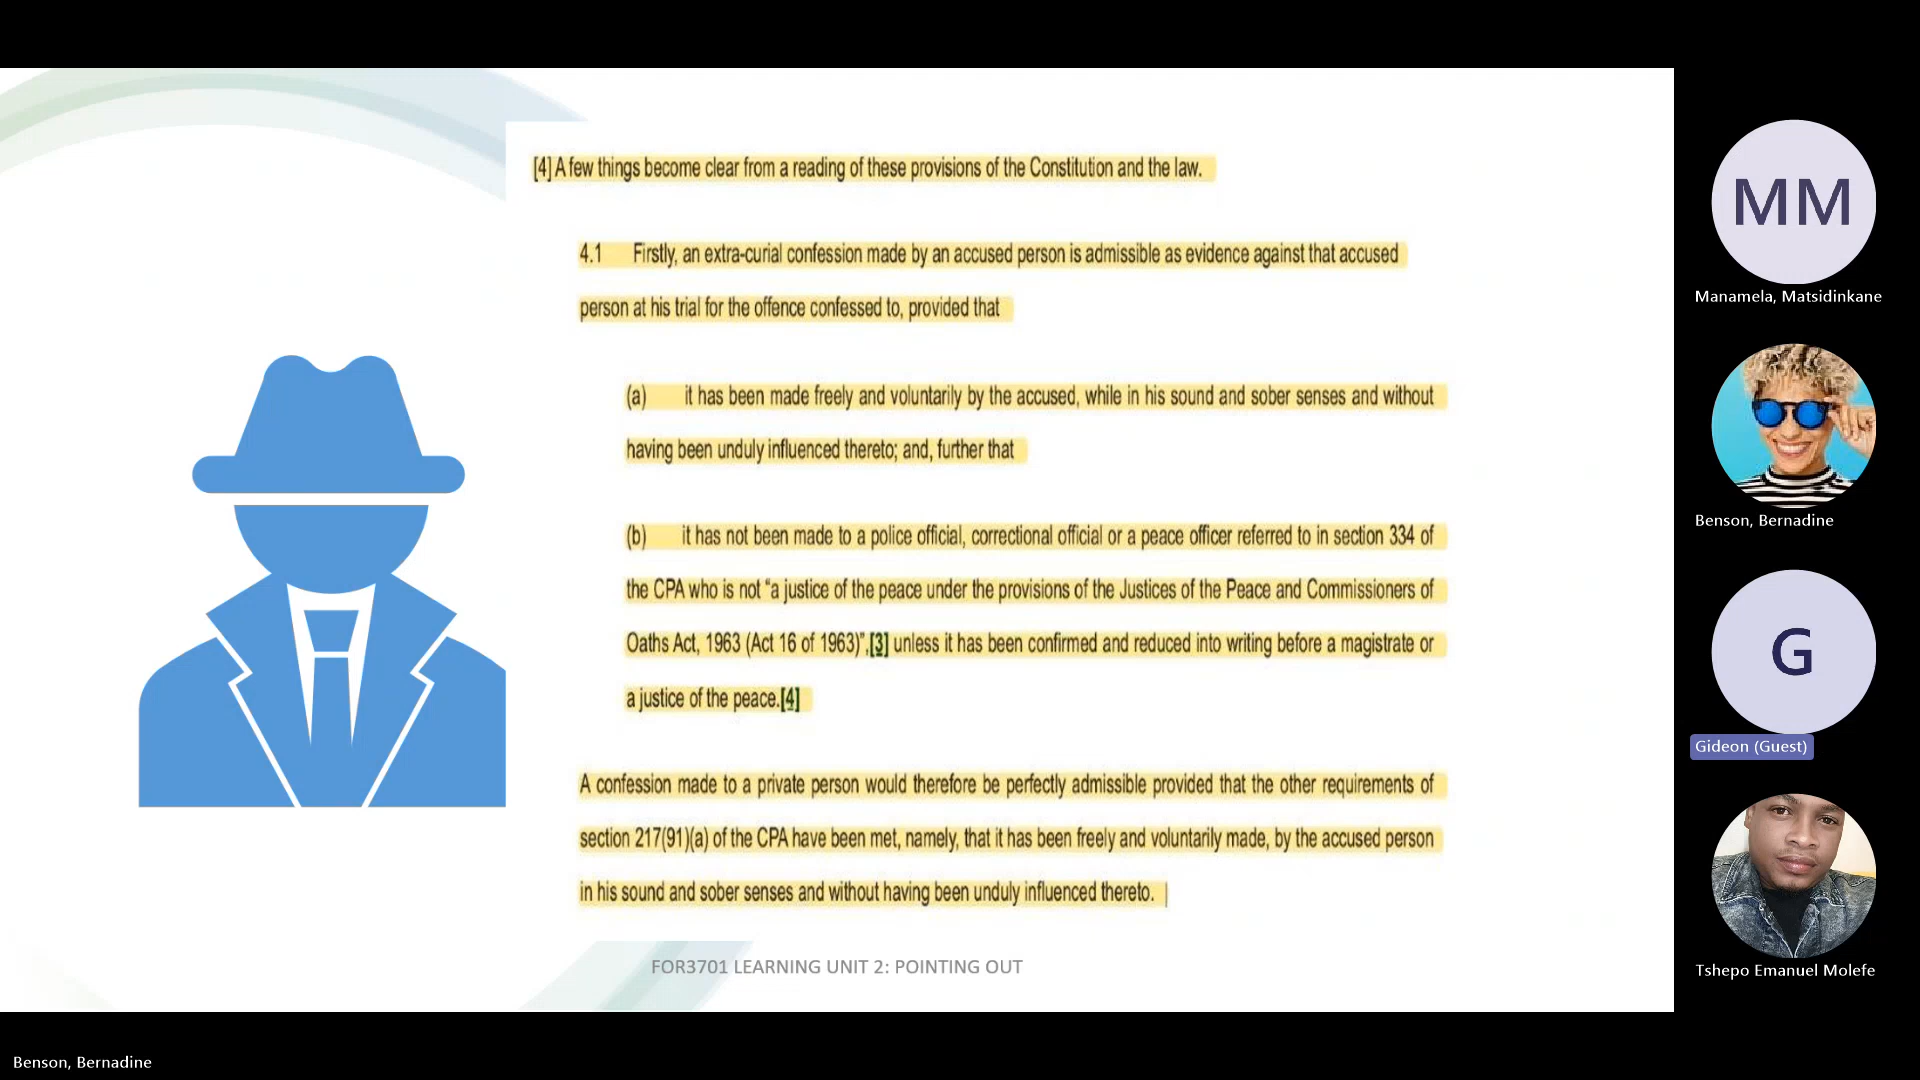 [4] A few things become clear from a reading of these provisions of the Constitution and the law.
4.1 Firstly, an extra-curial confession made by an accused person is admissible as evidence against that accused
person at his trial for the offence confessed to, provided that
(a) it has been made freely and voluntarily by the accused, while in his sound and sober senses and without
having been unduly influenced thereto; and, further that
(b) it has not been made to a police official, correctional official or a peace officer referred to in section 334 of
the CPA who is not “a justice of the peace under the provisions of the Justices of the Peace and Commissioners of
Oaths Act, 1963 (Act 16 of 1963)”,[3] unless it has been confirmed and reduced into writing before a magistrate or
a justice of the peace.[4]
A confession made to a private person would therefore be perfectly admissible provided that the other requirements of
section 217(91)(a) of the CPA have been met, namely, that it has been freely and voluntarily made, by the accused person
in his sound and sober senses and without having been unduly influenced thereto.
FOR3701 LEARNING UNIT 2: POINTING OUT
MM
Manamela, Matsidinkane
Benson, Bernadine
G
Gideon (Guest)
Tshepo Emanuel Molefe
Benson, Bernadine